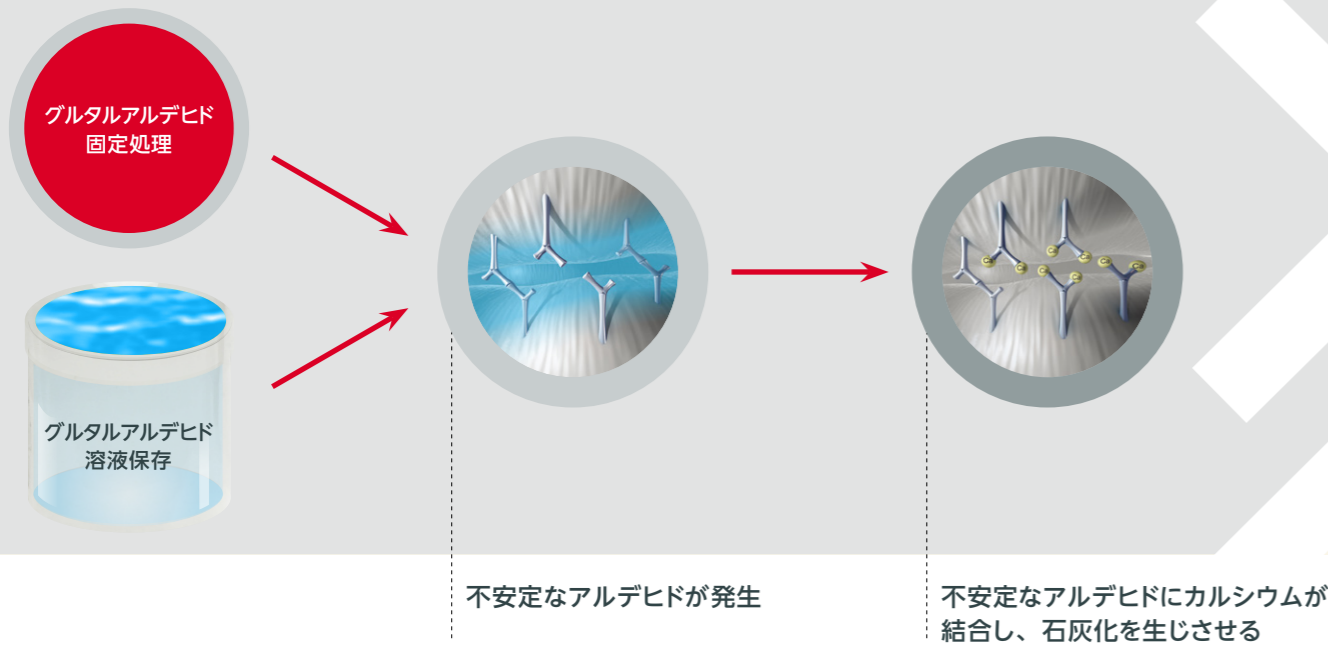 グルタルアルデヒド
固定処理
グルタルアルデヒド
溶液保存
不安定なアルデヒドが発生
不安定なアルデヒドにカルシウムが
結合し、石灰化を生じさせる